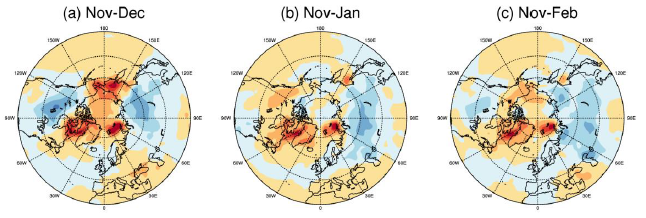 (a) Nov-Dec (b) Nov-Jan (c) Nov-Feb
180 180 180
150W 150E 150W 150E 150W 150E
120W 120E 120W 120E 120W 120E
90W 90E 90W 90E 90W 90E
60W 60E 60W 60E 60W 60E
30W 30E 30W 30E 30W 30E
0 0 0